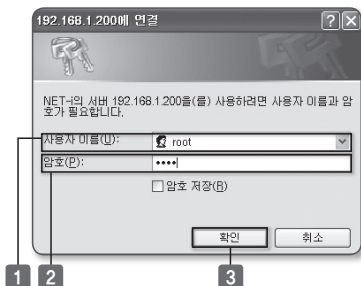 192.168.1.200에 연결
NET-i의 서버 192.168.1.200을(를) 사용하려면 사용자 이름과 암
호가 필요합니다.
사용자 이름(U): root
암호(P): ••••
암호 저장(R)
확인 취소
1 2 3